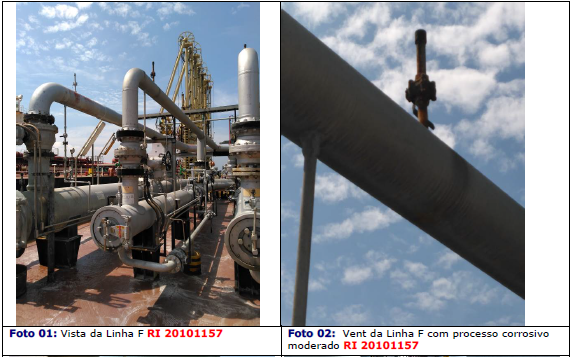 Foto 01: Vista da Linha F RI 20101157
Foto 02: Vent da Linha F com processo corrosivo
moderado RI 20101157